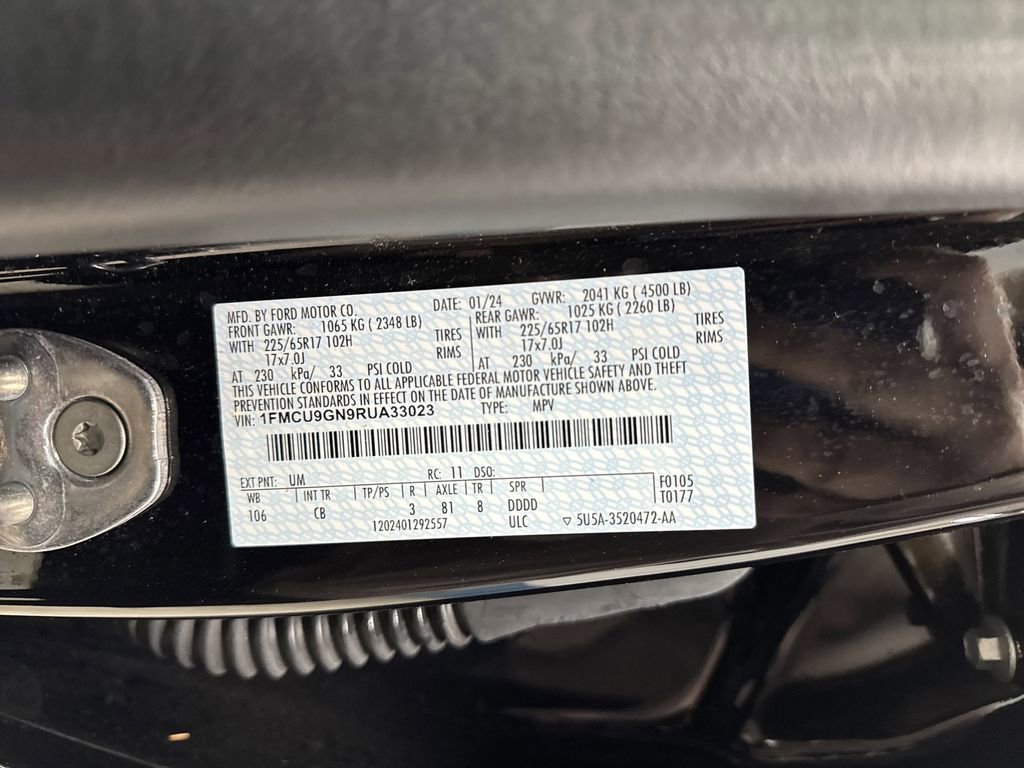 MFD. BY FORD MOTOR CO. DATE: 01/24 GVWR: 2041 KG ( 4500 LB)
FRONT GAWR: 1065 KG ( 2348 LB) REAR GAWR: 1025 KG ( 2260 LB)
WITH 225/65R17 102H TIRES WITH 225/65R17 102H TIRES
17x7.0J RIMS 17x7.0J RIMS
AT 230 kPa/ 33 PSI COLD AT 230 kPa/ 33 PSI COLD
THIS VEHICLE CONFORMS TO ALL APPLICABLE FEDERAL MOTOR VEHICLE SAFETY AND THEFT
PREVENTION STANDARDS IN EFFECT ON THE DATE OF MANUFACTURE SHOWN ABOVE.
VIN: 1FMCU9GN9RUA33023 TYPE: MPV
EXT PNT: UM RC: 11 DSO: F0105
WB INT TR TP/PS R AXLE TR SPR T0177
106 CB 3 81 8 DDDD
1202401292557 ULC ▽ 5U5A-3520472-AA